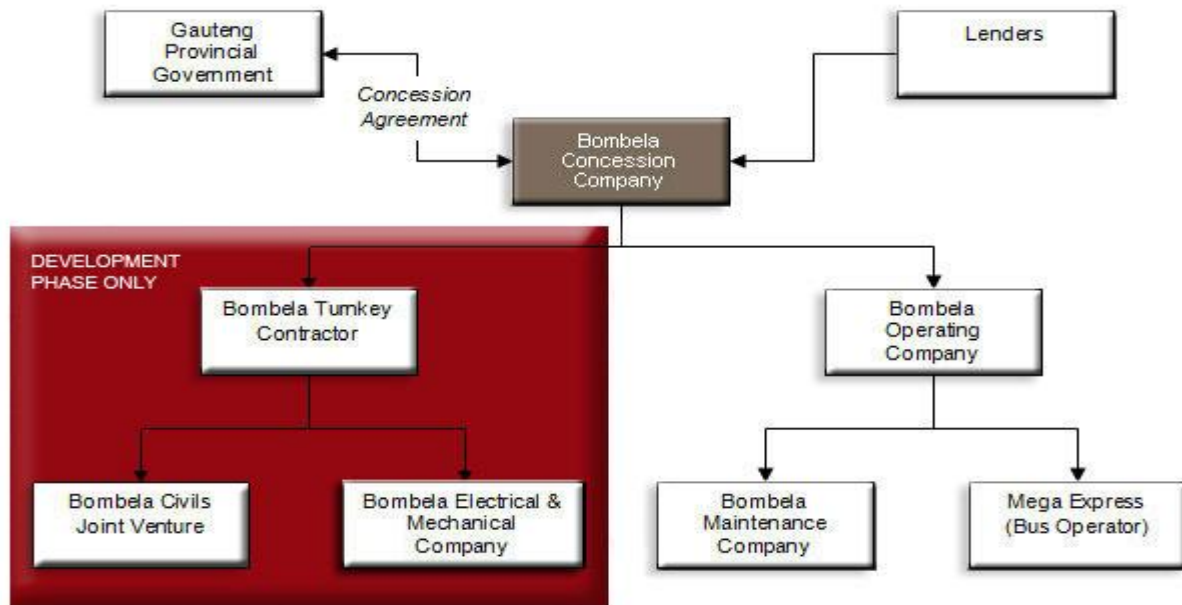 Gauteng
Provincial
Government
Lenders
Concession
Agreement
Bombela
Concession
Company
DEVELOPMENT
PHASE ONLY
Bombela Turnkey
Contractor
Bombela
Operating
Company
Bombela Civils
Joint Venture
Bombela Electrical &
Mechanical
Company
Bombela
Maintenance
Company
Mega Express
(Bus Operator)